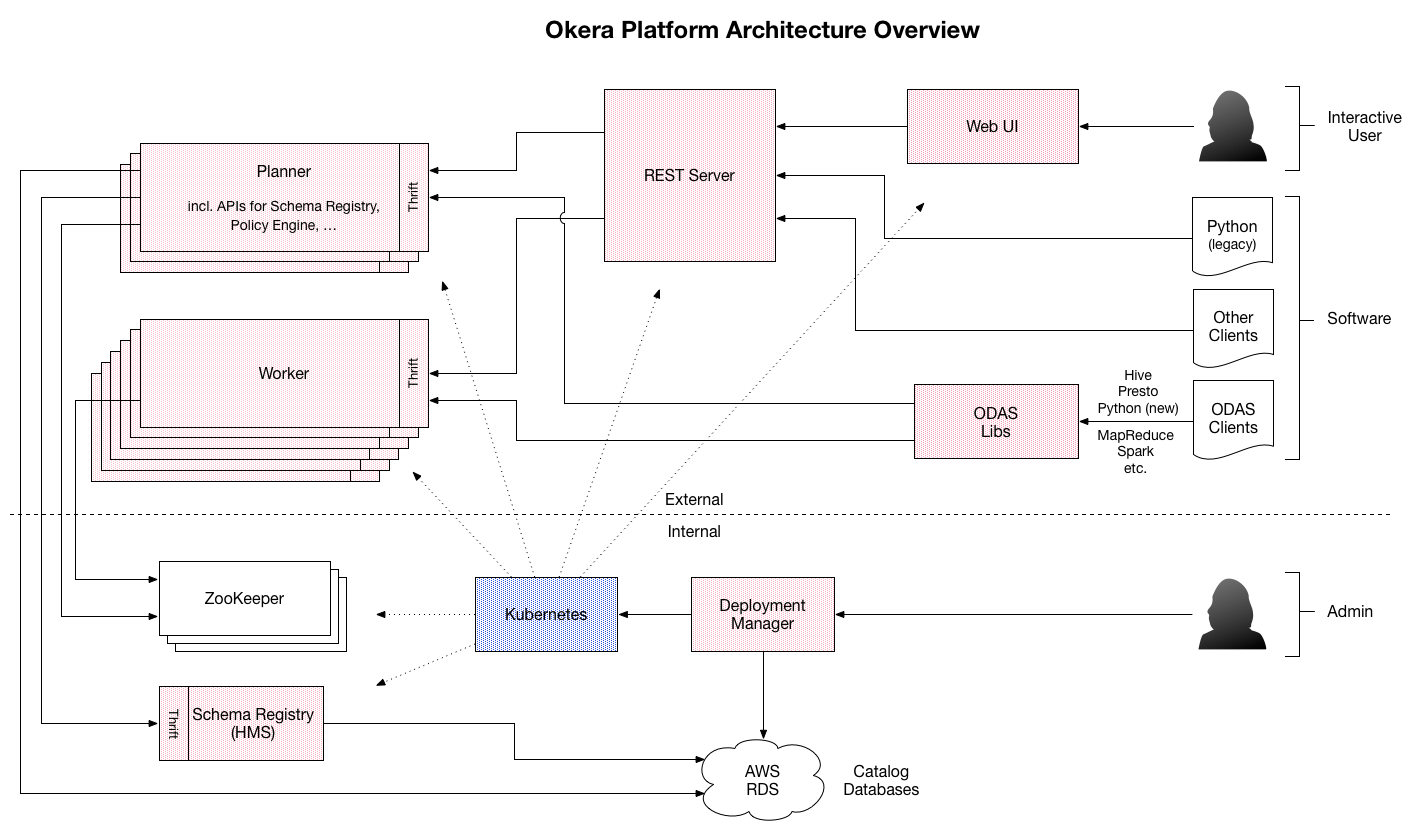 Okera Platform Architecture Overview
Planner
incl. APIs for Schema Registry,
Policy Engine, …
Thrift
REST Server
Web UI
Interactive
User
Python
(legacy)
Other
Clients
Software
Worker
Thrift
ODAS
Libs
Hive
Presto
Python (new)
MapReduce
Spark
etc.
ODAS
Clients
External
Internal
ZooKeeper
Kubernetes
Deployment
Manager
Admin
Thrift
Schema Registry
(HMS)
AWS
RDS
Catalog
Databases